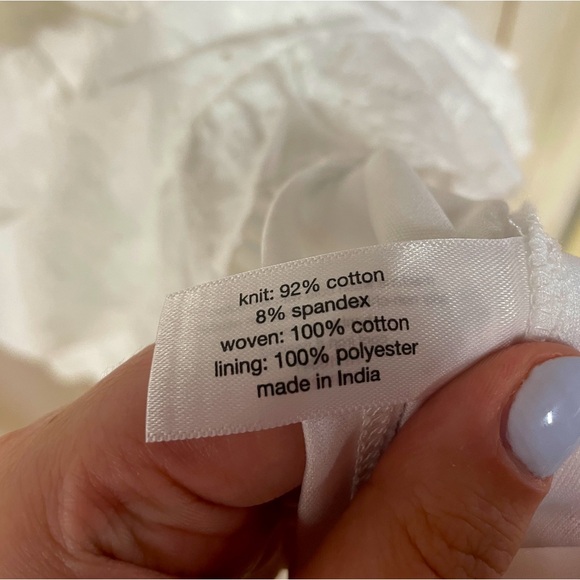 knit: 92% cotton
8% spandex
woven: 100% cotton
lining: 100% polyester
made in India